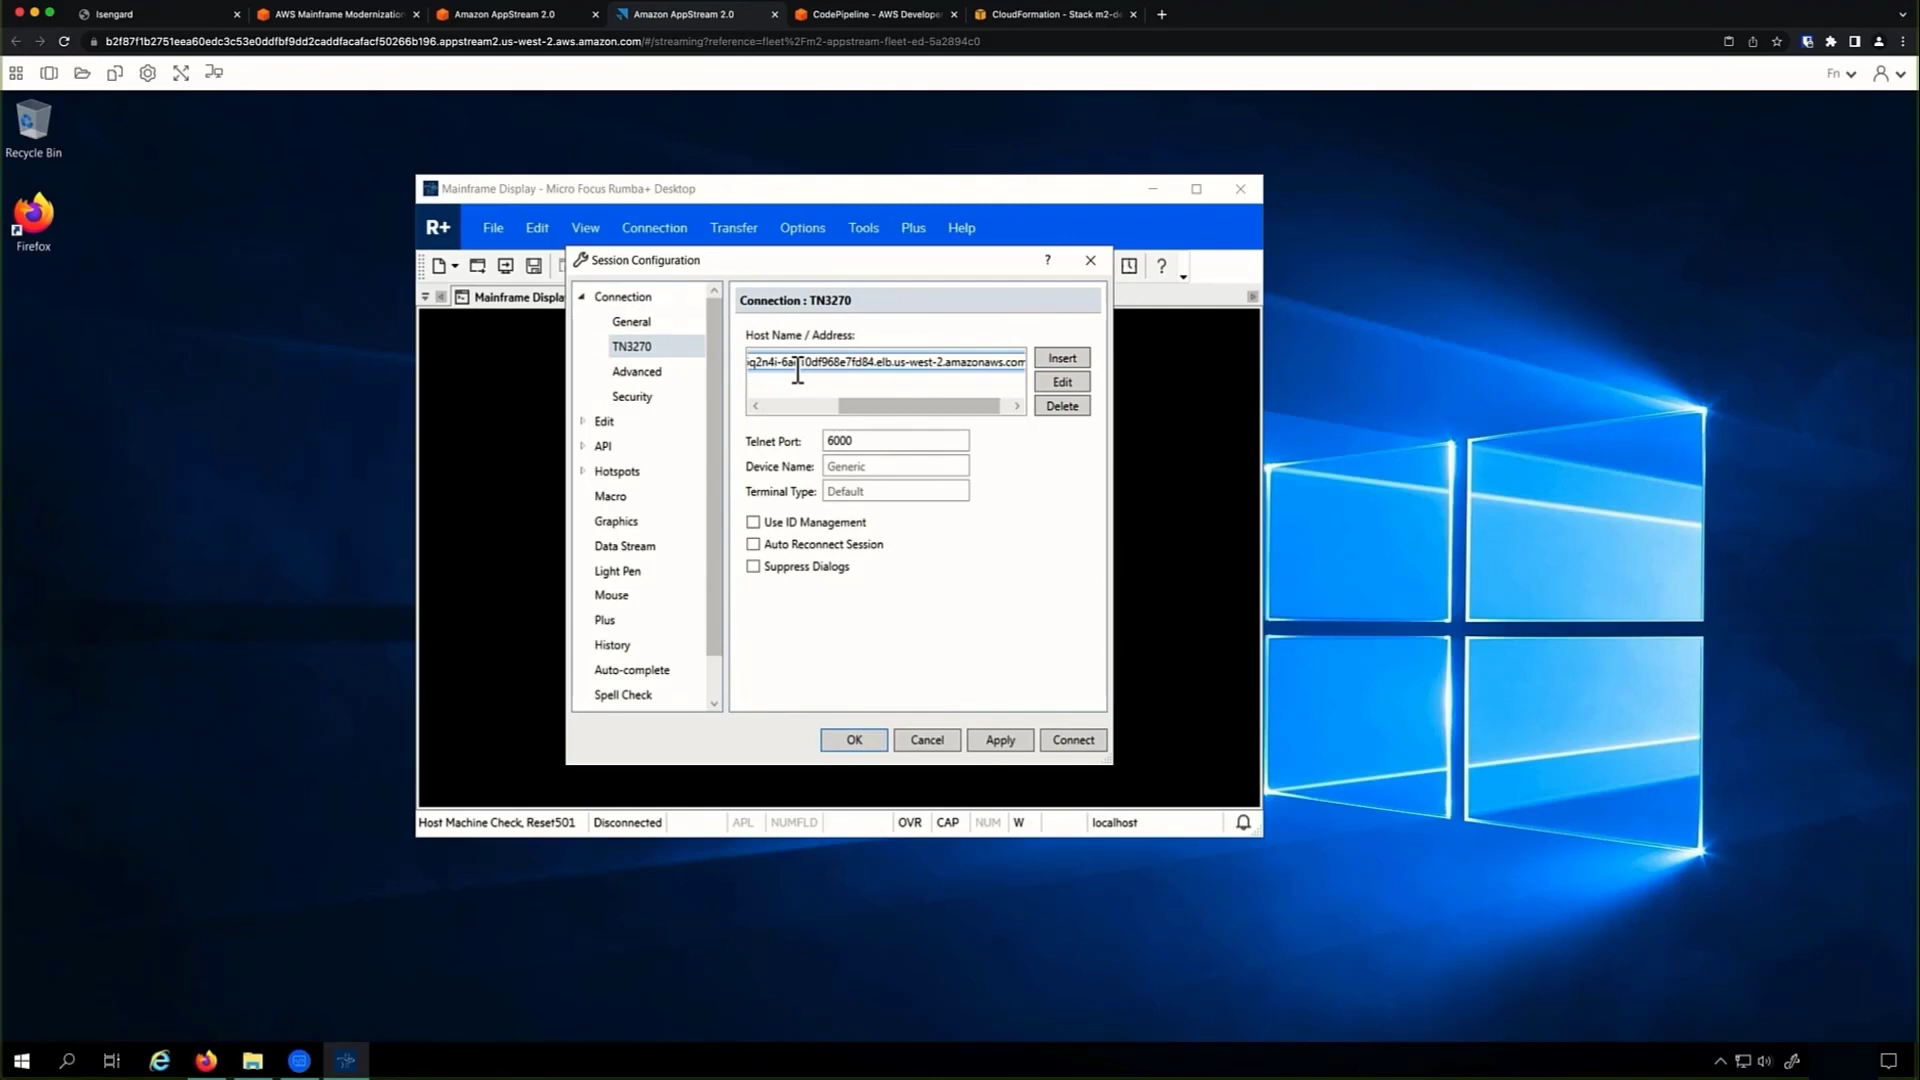 Isengard
AWS Mainframe Modernization
Amazon AppStream 2.0
Amazon AppStream 2.0
CodePipeline - AWS Develope
CloudFormation - Stack m2-d
b2f87f1b2751eea60edc3c53e0ddfbf9dd2caddfacafacf50266b196.appstream2.us-west-2.aws.amazon.com/#/streaming?reference=fleet%2Fm2-appstream-fleet-ed-5a2894c0
Fn
Recycle Bin
Firefox
Mainframe Display - Micro Focus Rumba+ Desktop
R+
File
Edit
View
Connection
Transfer
Options
Tools
Plus
Help
Session Configuration
?
?
Mainframe Displa
Connection
General
TN3270
Advanced
Security
Edit
API
Hotspots
Macro
Graphics
Data Stream
Light Pen
Mouse
Plus
History
Auto-complete
Spell Check
Connection : TN3270
Host Name / Address:
0df968e7fd84.elb.us-west-2.amazonaws.com
Insert
Edit
Delete
Telnet Port: 6000
Device Name: Generic
Terminal Type: Default
Use ID Management
Auto Reconnect Session
Suppress Dialogs
OK
Cancel
Apply
Connect
Host Machine Check, Reset501
Disconnected
APL
NUMFLD
OVR
CAP
NUM
W
localhost